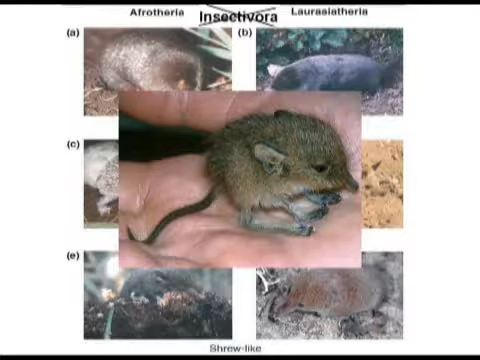 Afrotheria
Insectivora
Laurasiatheria
(a)
(b)
(c)
(e)
Shrew-like